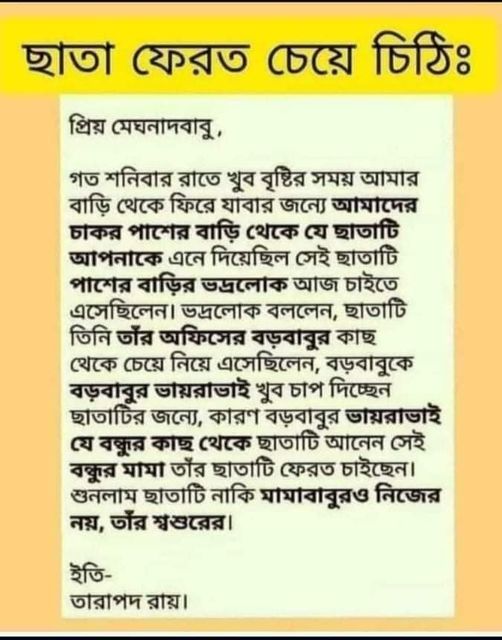 ছাতা ফেরত চেয়ে চিঠিঃ
প্রিয় মেঘনাদবাবু,
গত শনিবার রাতে খুব বৃষ্টির সময় আমার
বাড়ি থেকে ফিরে যাবার জন্যে আমাদের
চাকর পাশের বাড়ি থেকে যে ছাতাটি
আপনাকে এনে দিয়েছিল সেই ছাতাটি
পাশের বাড়ির ভদ্রলোক আজ চাইতে
এসেছিলেন। ভদ্রলোক বললেন, ছাতাটি
তিনি তাঁর অফিসের বড়বাবুর কাছ
থেকে চেয়ে নিয়ে এসেছিলেন, বড়বাবুকে
বড়বাবুর ভায়রাভাই খুব চাপ দিচ্ছেন
ছাতাটির জন্যে, কারণ বড়বাবুর ভায়রাভাই
যে বন্ধুর কাছ থেকে ছাতাটি আনেন সেই
বন্ধুর মামা তাঁর ছাতাটি ফেরত চাইছেন।
শুনলাম ছাতাটি নাকি মামাবাবুরও নিজের
নয়, তাঁর শ্বশুরের।
ইতি-
তারাপদ রায়।